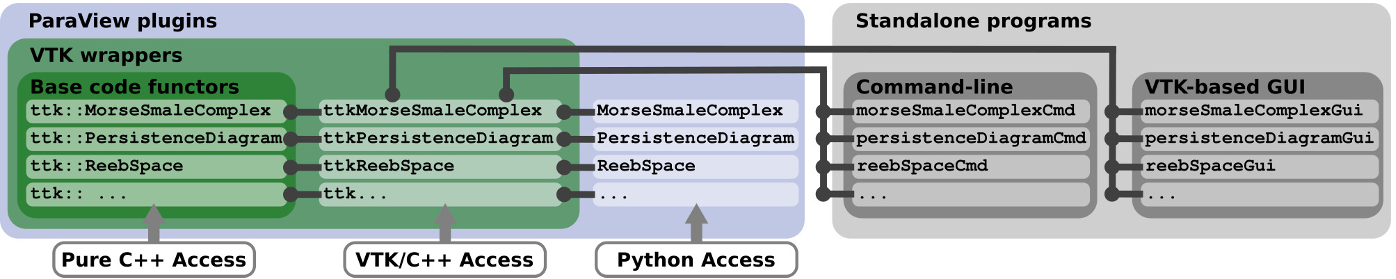 ParaView plugins
VTK wrappers
Base code functors
ttk::MorseSmaleComplex
ttk::PersistenceDiagram
ttk::ReebSpace
ttk:: ...
ttkMorseSmaleComplex
ttkPersistenceDiagram
ttkReebSpace
ttk...
MorseSmaleComplex
PersistenceDiagram
ReebSpace
...
Pure C++ Access
VTK/C++ Access
Python Access
Standalone programs
Command-line
morseSmaleComplexCmd
persistenceDiagramCmd
reebSpaceCmd
...
VTK-based GUI
morseSmaleComplexGui
persistenceDiagramGui
reebSpaceGui
...